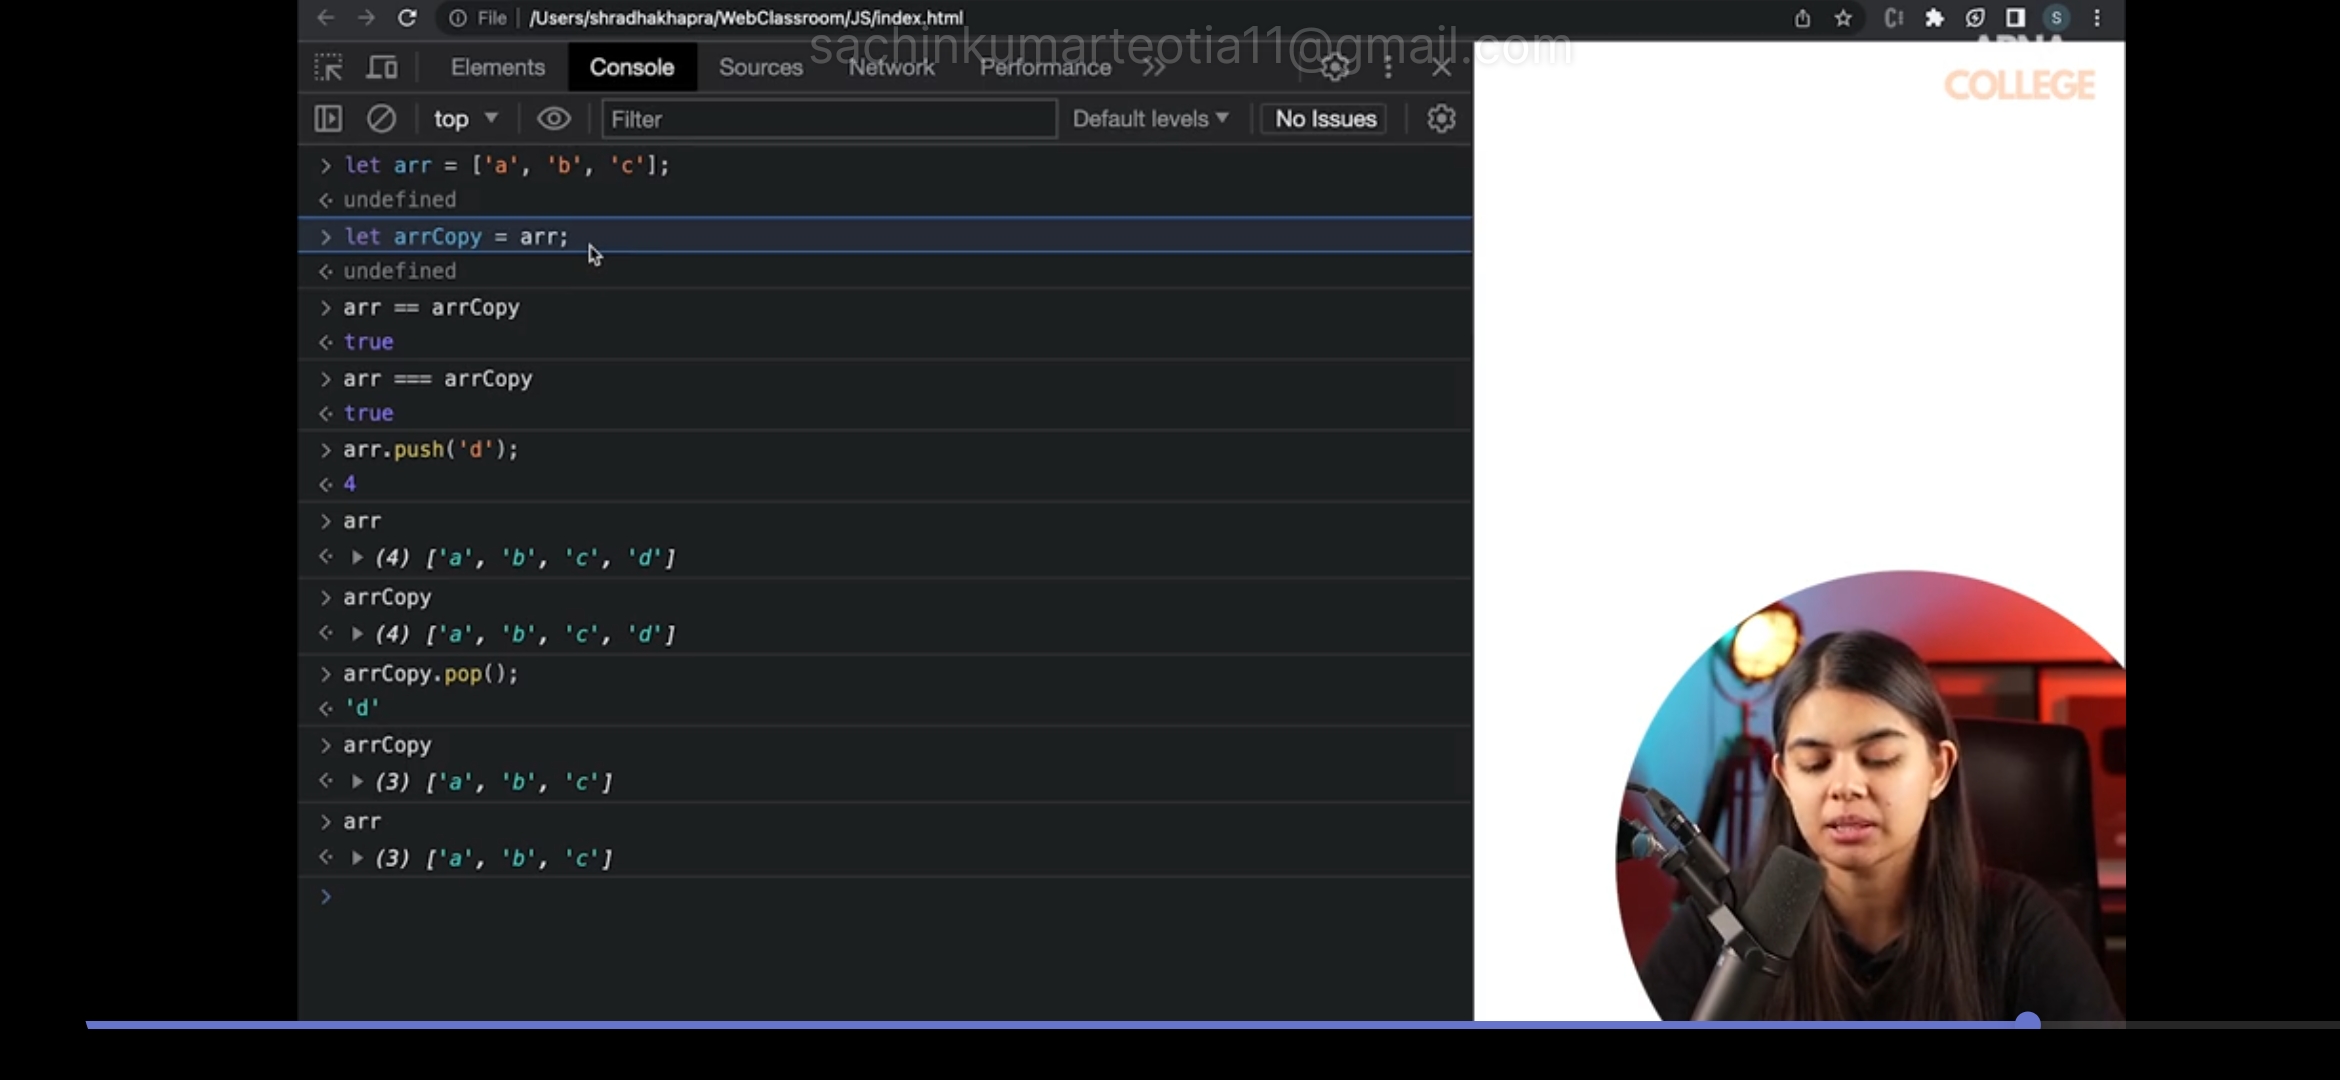 File | /Users/shradhakhapra/WebClassroom/JS/index.html
S
sachinkumarteotia11@gmail.com
APNA
COLLEGE
Elements Console Sources Network Performance
top Filter Default levels No Issues
> let arr = ['a', 'b', 'c'];
undefined
> let arrCopy = arr;
undefined
> arr == arrCopy
true
> arr === arrCopy
true
> arr.push('d');
4
> arr
(4) ['a', 'b', 'c', 'd']
> arrCopy
(4) ['a', 'b', 'c', 'd']
> arrCopy.pop();
'd'
> arrCopy
(3) ['a', 'b', 'c']
> arr
(3) ['a', 'b', 'c']
>